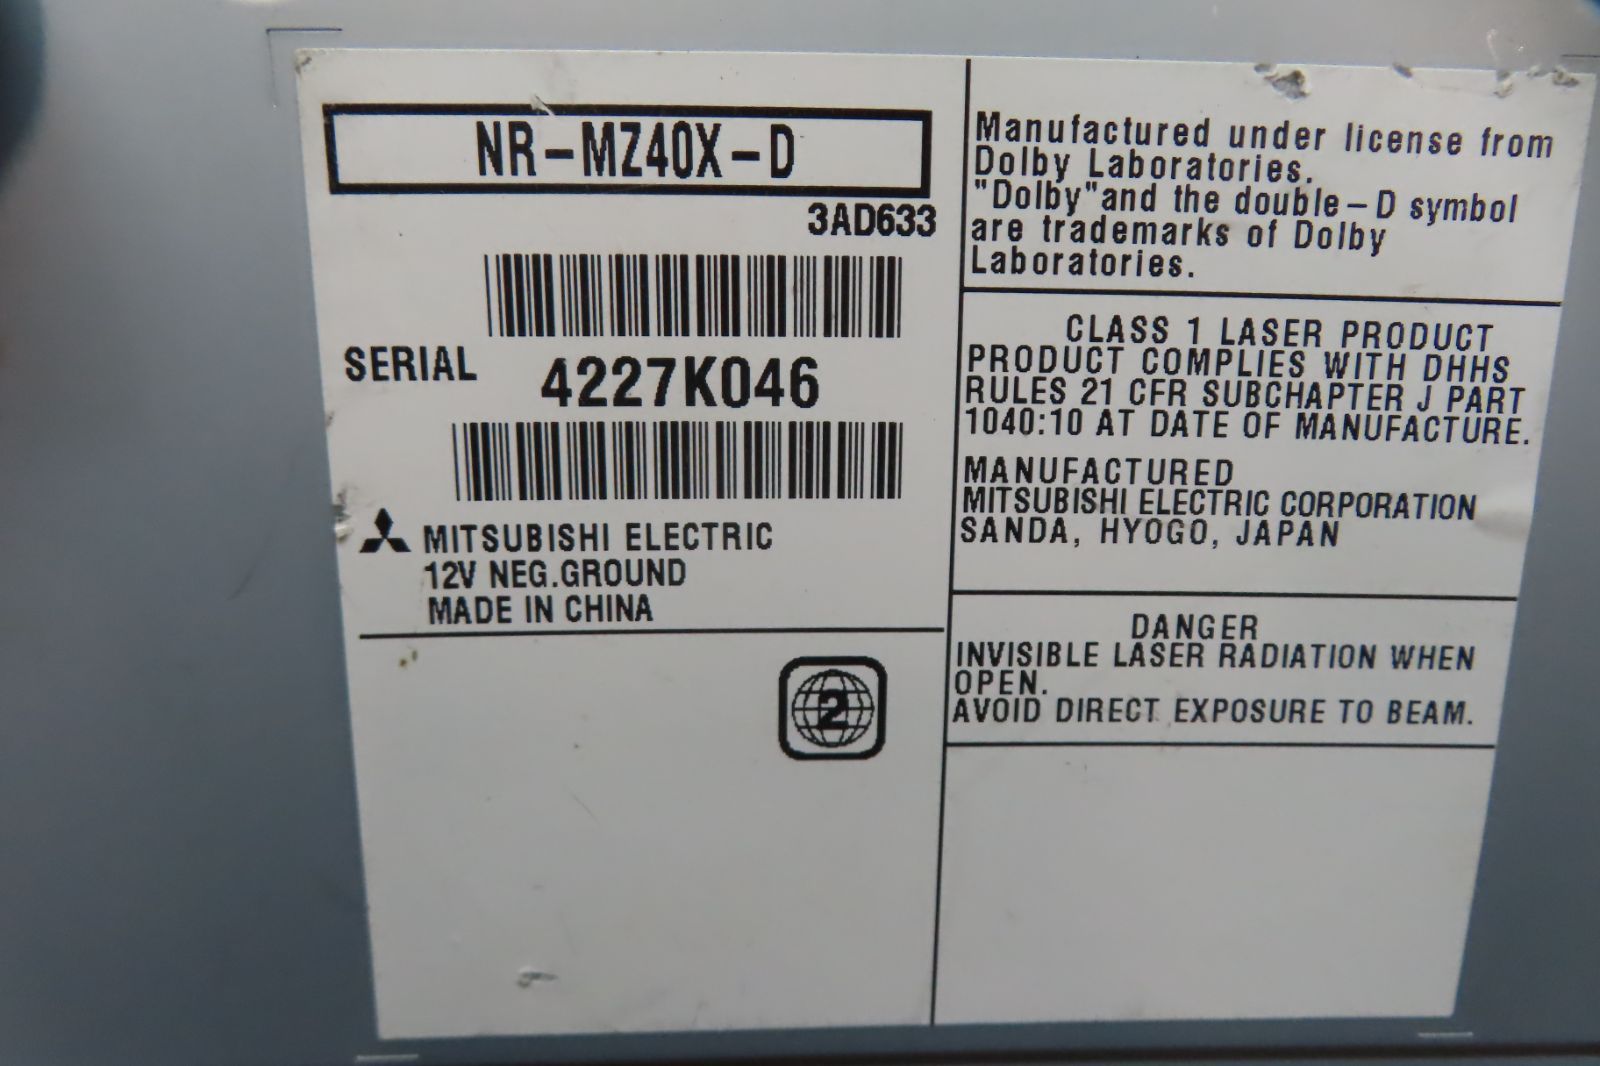 NR-MZ40X-D
3AD633
SERIAL 4227K046
MITSUBISHI ELECTRIC
12V NEG.GROUND
MADE IN CHINA
2
Manufactured under license from
Dolby Laboratories.
"Dolby"and the double-D symbol
are trademarks of Dolby
Laboratories.
CLASS 1 LASER PRODUCT
PRODUCT COMPLIES WITH DHHS
RULES 21 CFR SUBCHAPTER J PART
1040:10 AT DATE OF MANUFACTURE.
MANUFACTURED
MITSUBISHI ELECTRIC CORPORATION
SANDA, HYOGO, JAPAN
DANGER
INVISIBLE LASER RADIATION WHEN
OPEN.
AVOID DIRECT EXPOSURE TO BEAM.